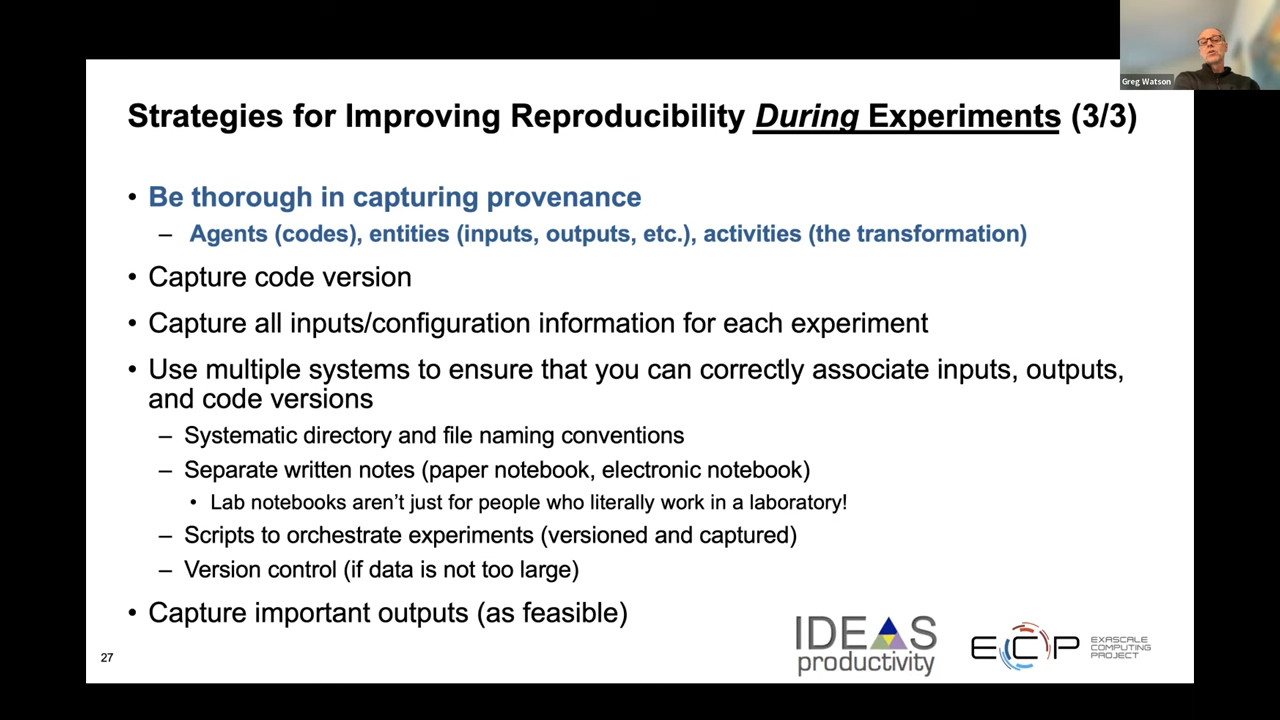 Greg Watson
Strategies for Improving Reproducibility During Experiments (3/3)
• Be thorough in capturing provenance
– Agents (codes), entities (inputs, outputs, etc.), activities (the transformation)
• Capture code version
• Capture all inputs/configuration information for each experiment
• Use multiple systems to ensure that you can correctly associate inputs, outputs,
and code versions
– Systematic directory and file naming conventions
– Separate written notes (paper notebook, electronic notebook)
• Lab notebooks aren’t just for people who literally work in a laboratory!
– Scripts to orchestrate experiments (versioned and captured)
– Version control (if data is not too large)
• Capture important outputs (as feasible)
27
IDEAS
productivity
ECP
EXASCALE
COMPUTING
PROJECT